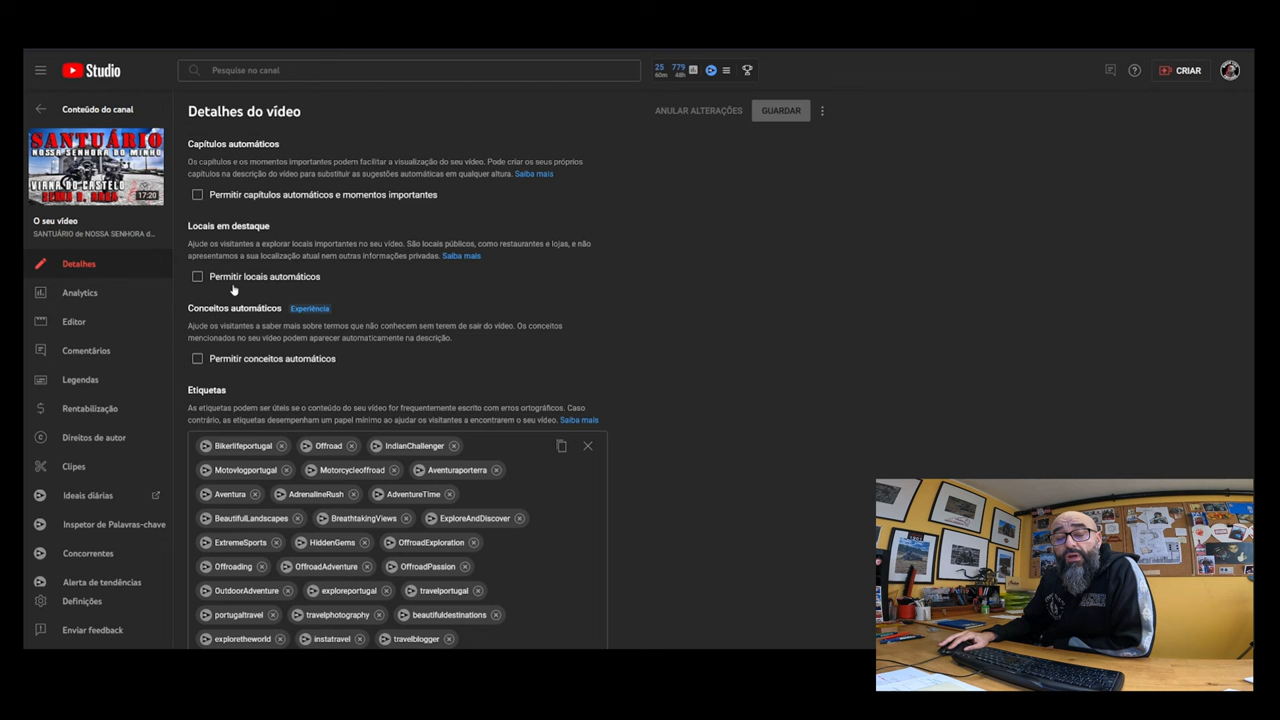 Studio
Pesquise no canal
25 779
60m 48h
CRIAR
Conteúdo do canal
SANTUÁRIO
NOSSA SENHORA DO MINHO
VIANA DO CASTELO
17:20
O seu vídeo
SANTUÁRIO de NOSSA SENHORA d...
Detalhes
Analytics
Editor
Comentários
Legendas
Rentabilização
Direitos de autor
Clipes
Ideais diárias
Inspetor de Palavras-chave
Concorrentes
Alerta de tendências
Definições
Enviar feedback
Detalhes do vídeo
ANULAR ALTERAÇÕES GUARDAR
Capítulos automáticos
Os capítulos e os momentos importantes podem facilitar a visualização do seu vídeo. Pode criar os seus próprios
capítulos na descrição do vídeo para substituir as sugestões automáticas em qualquer altura. Saiba mais
Permitir capítulos automáticos e momentos importantes
Locais em destaque
Ajude os visitantes a explorar locais importantes no seu vídeo. São locais públicos, como restaurantes e lojas, e não
apresentamos a sua localização atual nem outras informações privadas. Saiba mais
Permitir locais automáticos
Conceitos automáticos Experiência
Ajude os visitantes a saber mais sobre termos que não conhecem sem terem de sair do vídeo. Os conceitos
mencionados no seu vídeo podem aparecer automaticamente na descrição.
Permitir conceitos automáticos
Etiquetas
As etiquetas podem ser úteis se o conteúdo do seu vídeo for frequentemente escrito com erros ortográficos. Caso
contrário, as etiquetas desempenham um papel mínimo ao ajudar os visitantes a encontrarem o seu vídeo. Saiba mais
Bikerlifeportugal Offroad IndianChallenger
Motovlogportugal Motorcycleoffroad Aventuraporterra
Aventura AdrenalineRush AdventureTime
BeautifulLandscapes BreathtakingViews ExploreAndDiscover
ExtremeSports HiddenGems OffroadExploration
Offroading OffroadAdventure OffroadPassion
OutdoorAdventure exploreportugal travelportugal
portugaltravel travelphotography beautifuldestinations
exploretheworld instatravel travelblogger